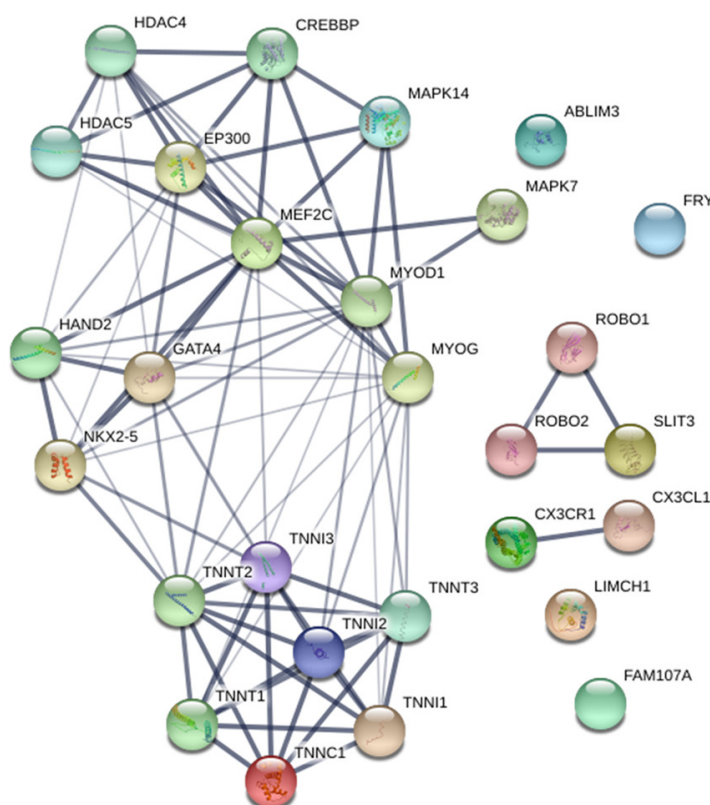 HDAC4
CREBBP
MAPK14
ABLIM3
HDAC5
EP300
MAPK7
FRY
MEF2C
MYOD1
ROBO1
HAND2
GATA4
MYOG
ROBO2
SLIT3
NKX2-5
CX3CR1
CX3CL1
TNNI3
TNNT2
TNNT3
LIMCH1
TNNI2
FAM107A
TNNT1
TNNI1
TNNC1